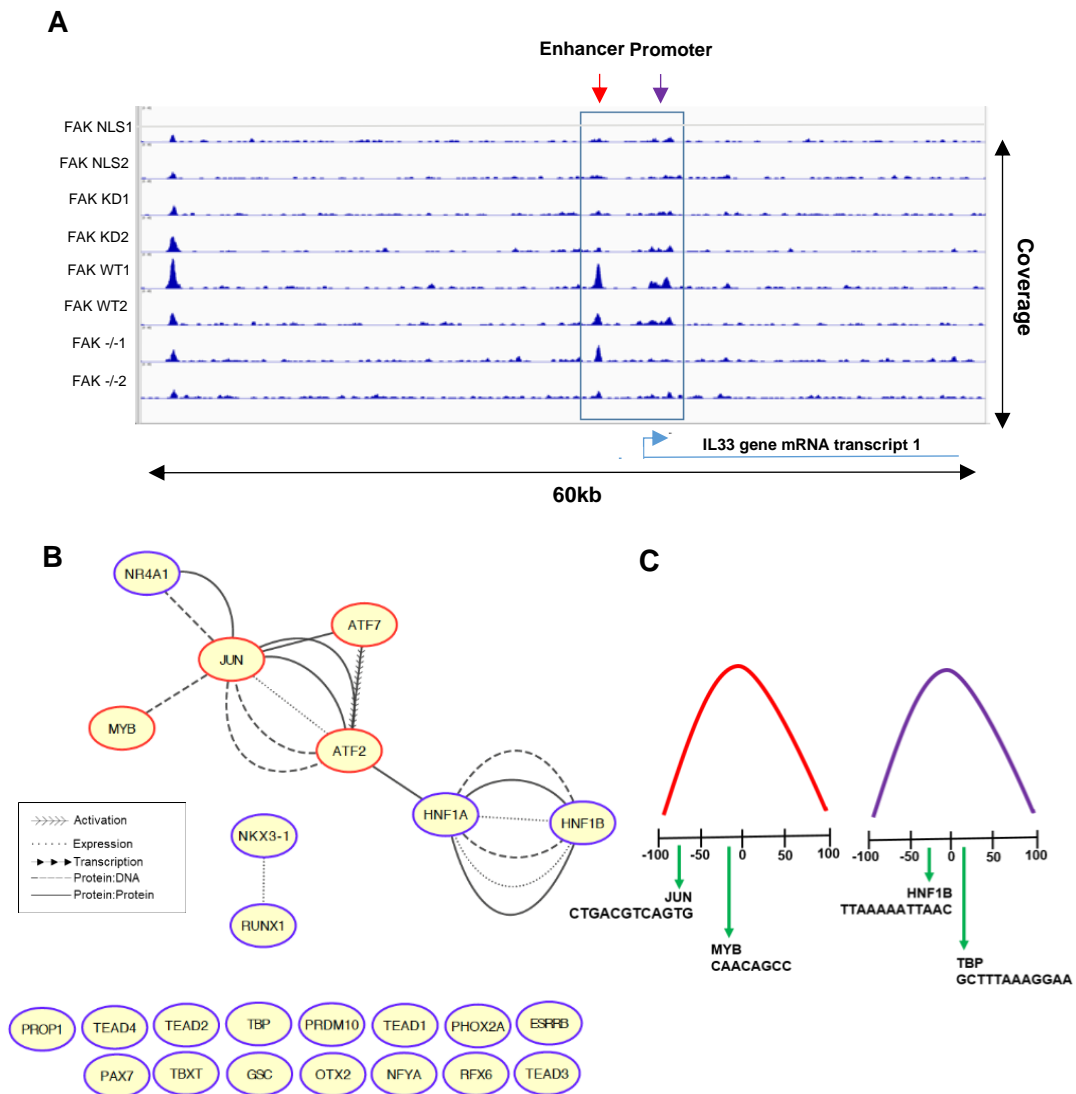 A
Enhancer Promoter
FAK NLS1
FAK NLS2
FAK KD1
FAK KD2
FAK WT1
FAK WT2
FAK -/-1
FAK -/-2
Coverage
IL33 gene mRNA transcript 1
60kb
B
NR4A1
ATF7
JUN
MYB
ATF2
HNF1A
HNF1B
NKX3-1
RUNX1
Activation
Expression
Transcription
Protein:DNA
Protein:Protein
PROP1 TEAD4 TEAD2 TBP PRDM10 TEAD1 PHOX2A ESRRB
PAX7 TBXT GSC OTX2 NFYA RFX6 TEAD3
C
-100 -50 0 50 100
JUN
CTGACGTCAGTG
MYB
CAACAGCC
-100 -50 0 50 100
HNF1B
TTAAAAATTAAC
TBP
GCTTTAAAGGAA